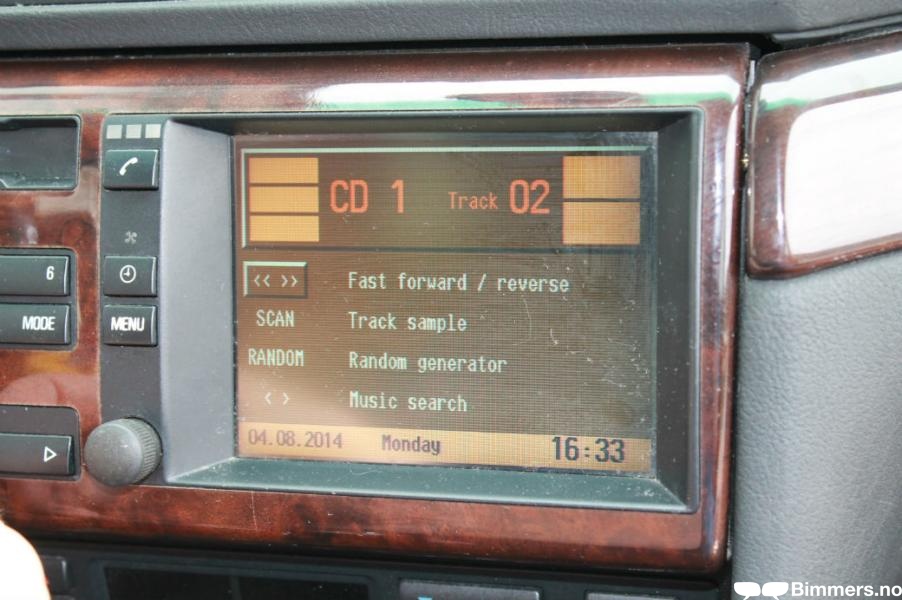 CD 1 Track 02
<< >> Fast forward / reverse
SCAN Track sample
RANDOM Random generator
< > Music search
04.08.2014 Monday 16:33
6
MODE
MENU
Bimmers.no